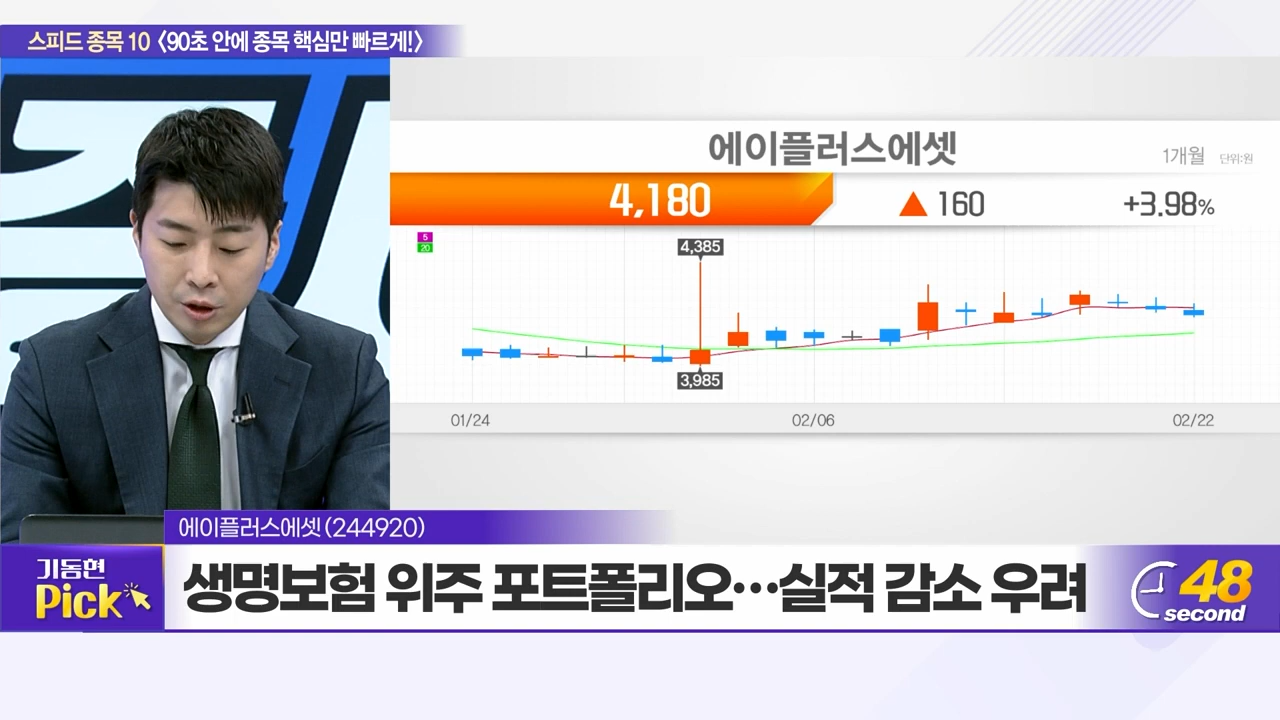 스피드 종목 10 〈90초 안에 종목 핵심만 빠르게!〉
에이플러스에셋
1개월 단위:원
4,180 ▲ 160 +3.98%
5
20
4,385
3,985
01/24 02/06 02/22
에이플러스에셋(244920)
기동현
Pick
생명보험 위주 포트폴리오…실적 감소 우려
48
second